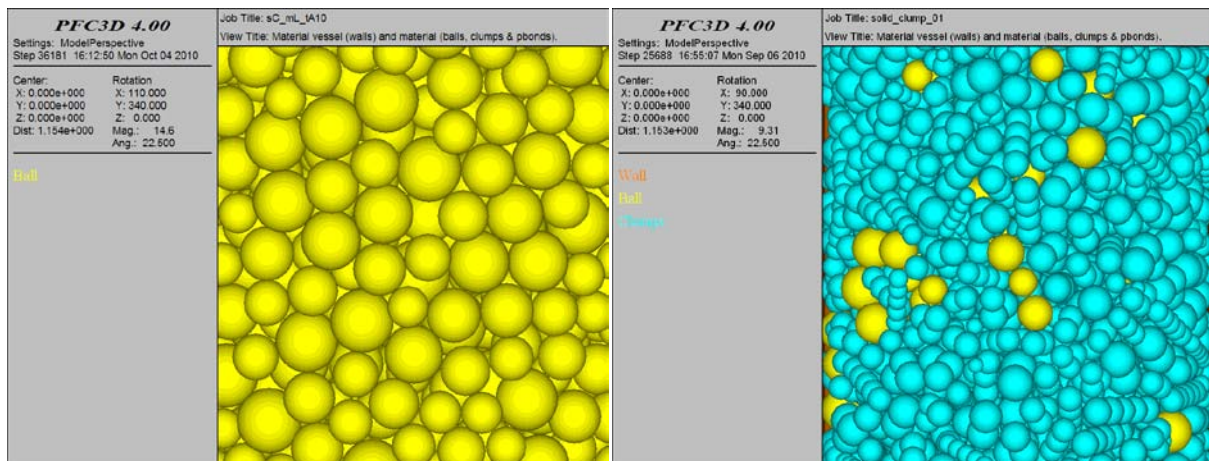 PFC3D 4.00
Settings: ModelPerspective
Step 36181 16:12:50 Mon Oct 04 2010
Center:
X: 0.000e+000
Y: 0.000e+000
Z: 0.000e+000
Dist: 1.154e+000
Rotation
X: 110.000
Y: 340.000
Z: 0.000
Mag.: 14.6
Ang.: 22.500
Ball
Job Title: sC_mL_tA10
View Title: Material vessel (walls) and material (balls, clumps & pbonds).
PFC3D 4.00
Settings: ModelPerspective
Step 25688 16:55:07 Mon Sep 06 2010
Center:
X: 0.000e+000
Y: 0.000e+000
Z: 0.000e+000
Dist: 1.153e+000
Rotation
X: 90.000
Y: 340.000
Z: 0.000
Mag.: 9.31
Ang.: 22.500
Wall
Ball
Clumps
Job Title: solid_clump_01
View Title: Material vessel (walls) and material (balls, clumps & pbonds).